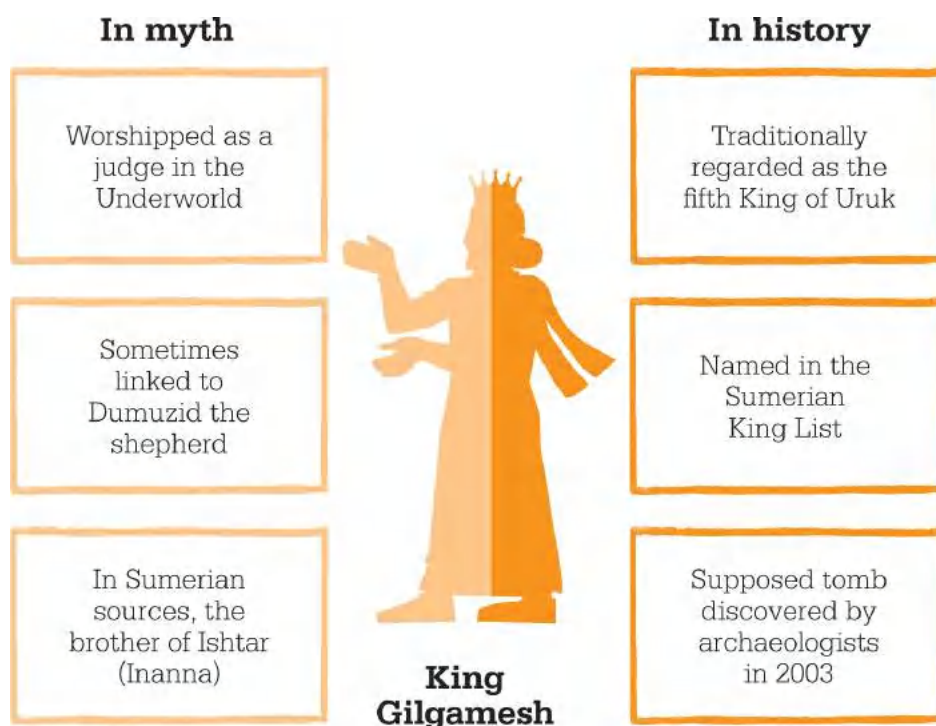 In myth
Worshipped as a
judge in the
Underworld
Sometimes
linked to
Dumuzid the
shepherd
In Sumerian
sources, the
brother of Ishtar
(Inanna)
King
Gilgamesh
In history
Traditionally
regarded as the
fifth King of Uruk
Named in the
Sumerian
King List
Supposed tomb
discovered by
archaeologists
in 2003